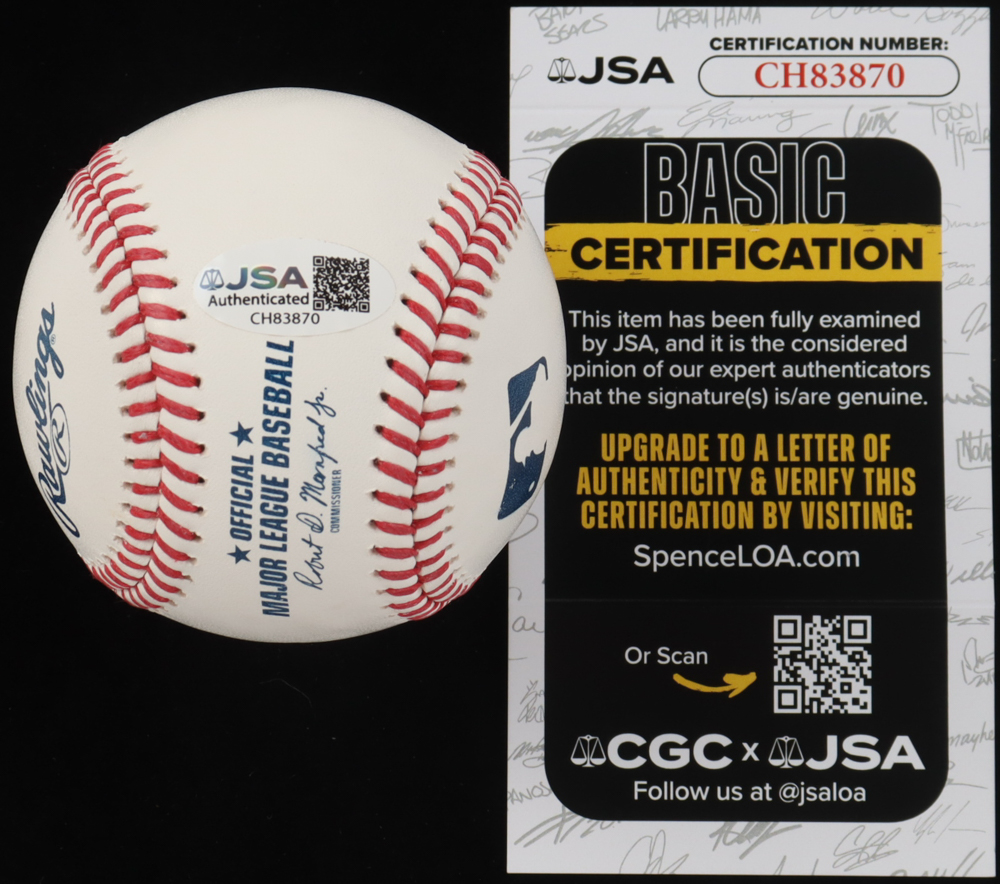 JSA
Authenticated
CH83870
Rawlings
R
★ OFFICIAL ★
MAJOR LEAGUE BASEBALL
Robert D. Manfred Jr.
COMMISSIONER
JSA
CERTIFICATION NUMBER:
CH83870
BASIC
CERTIFICATION
This item has been fully examined
by JSA, and it is the considered
opinion of our expert authenticators
that the signature(s) is/are genuine.
UPGRADE TO A LETTER OF
AUTHENTICITY & VERIFY THIS
CERTIFICATION BY VISITING:
SpenceLOA.com
Or Scan
CGC x JSA
Follow us at @jsaloa
LARRY HAMA